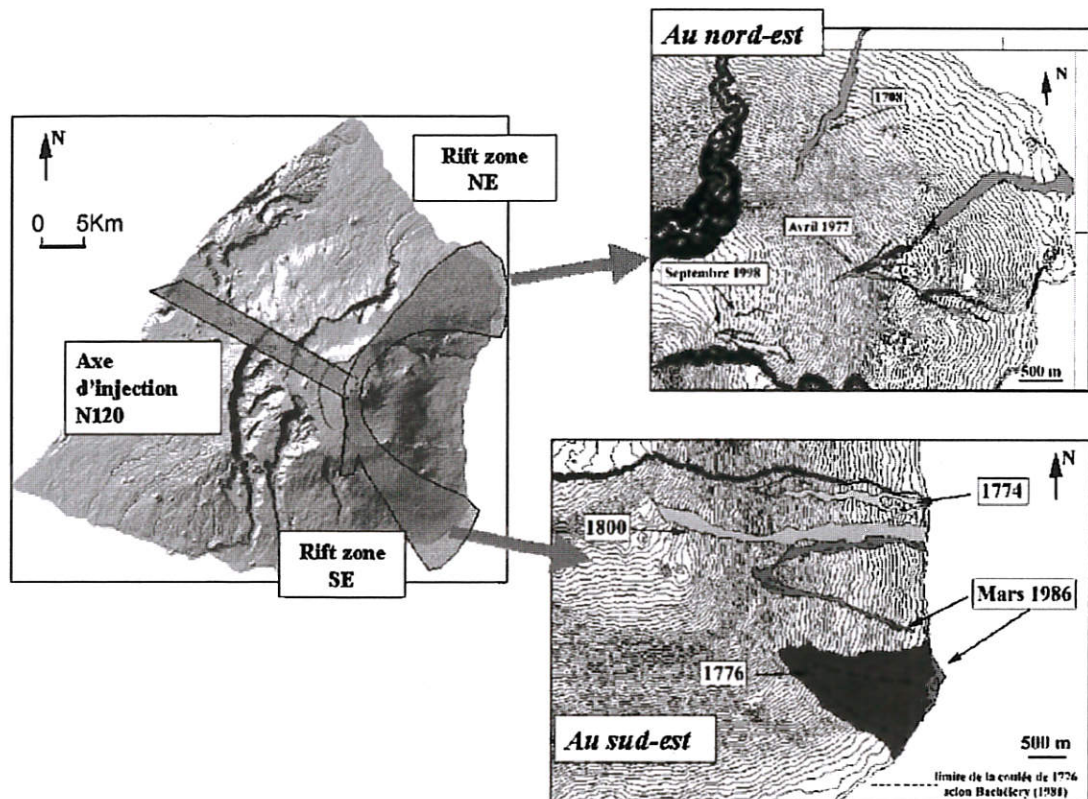 N
0 5Km
Rift zone
NE
Axe
d'injection
N120
Rift zone
SE
Au nord-est
N
1708
Avril 1977
Septembre 1998
500 m
N
1774
1800
Mars 1986
1776
Au sud-est
500 m
limite de la coulée de 1776
selon Bachélery (1981)